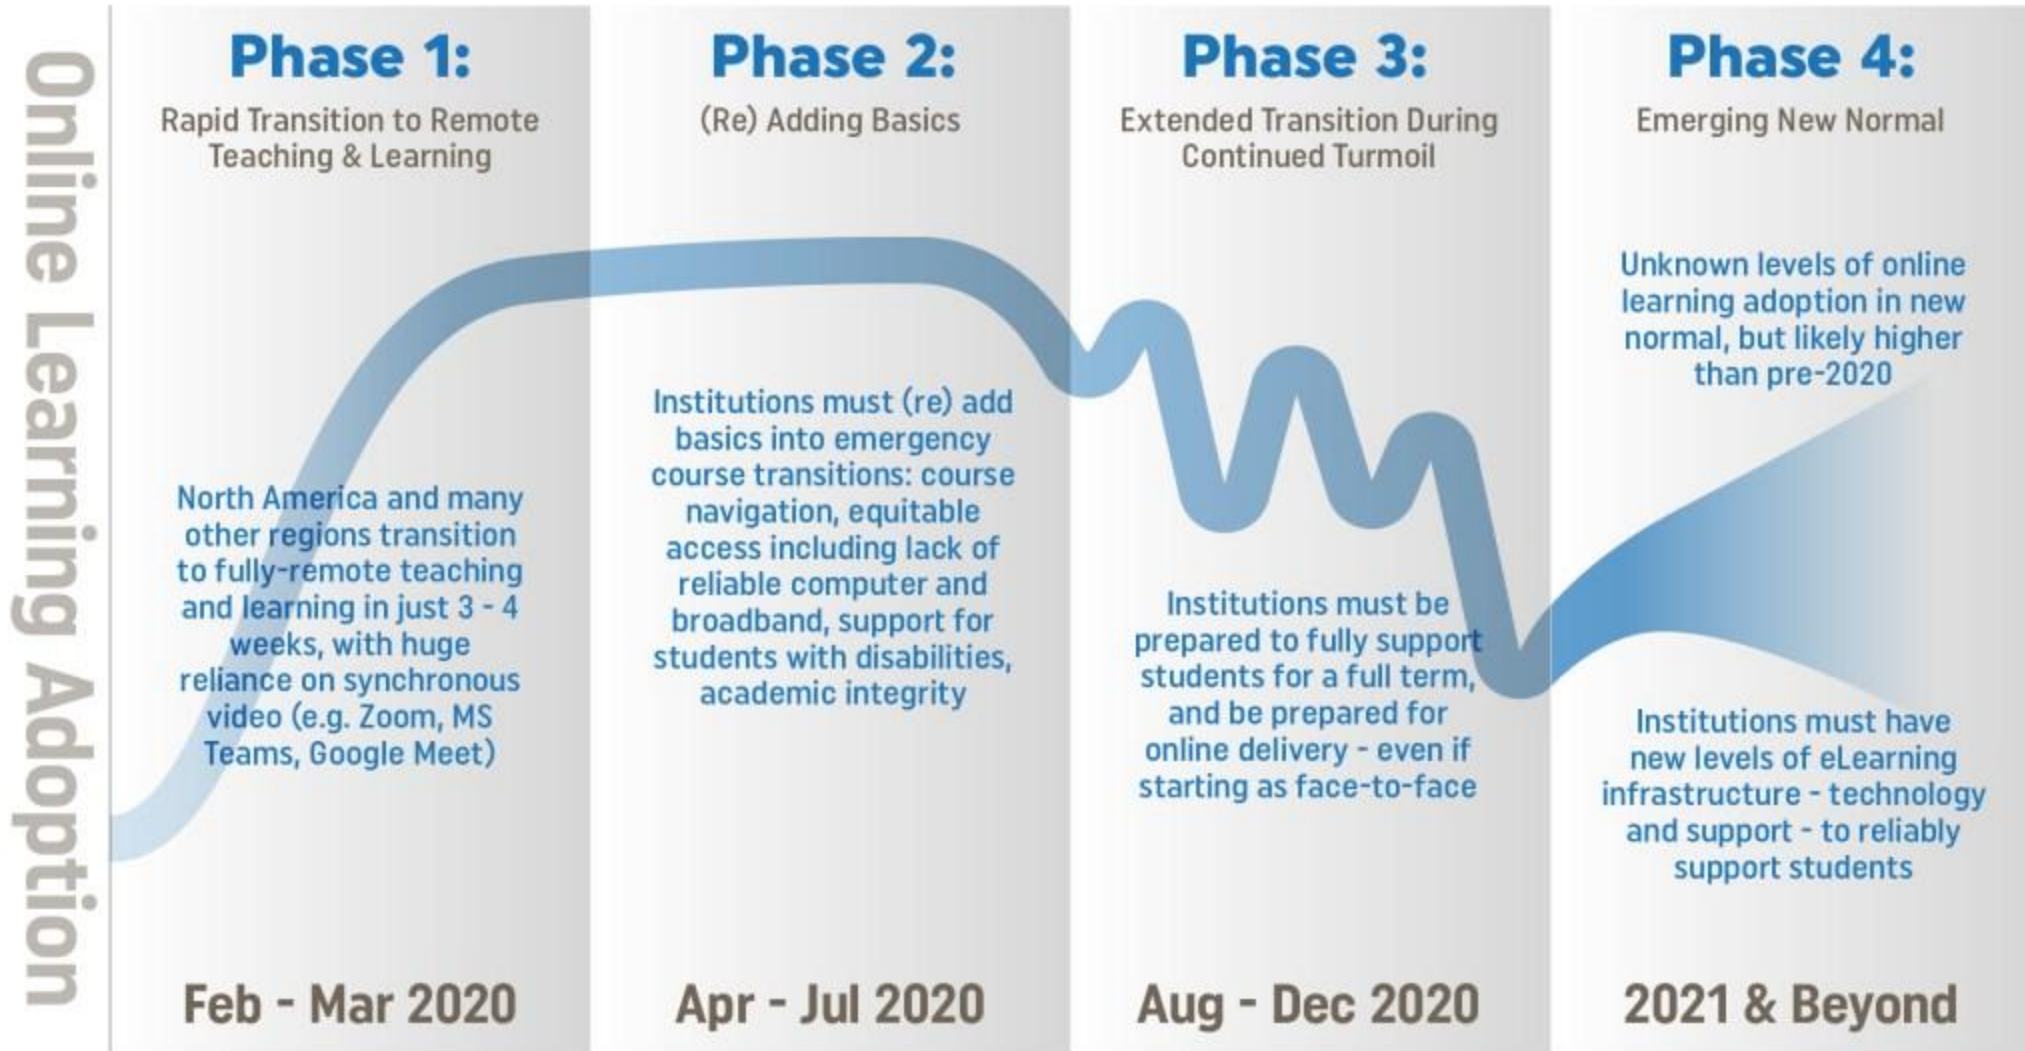 Online Learning Adoption
Phase 1:
Rapid Transition to Remote
Teaching & Learning
North America and many
other regions transition
to fully-remote teaching
and learning in just 3 - 4
weeks, with huge
reliance on synchronous
video (e.g. Zoom, MS
Teams, Google Meet)
Feb - Mar 2020
Phase 2:
(Re) Adding Basics
Institutions must (re) add
basics into emergency
course transitions: course
navigation, equitable
access including lack of
reliable computer and
broadband, support for
students with disabilities,
academic integrity
Apr - Jul 2020
Phase 3:
Extended Transition During
Continued Turmoil
Institutions must be
prepared to fully support
students for a full term,
and be prepared for
online delivery - even if
starting as face-to-face
Aug - Dec 2020
Phase 4:
Emerging New Normal
Unknown levels of online
learning adoption in new
normal, but likely higher
than pre-2020
Institutions must have
new levels of eLearning
infrastructure - technology
and support - to reliably
support students
2021 & Beyond